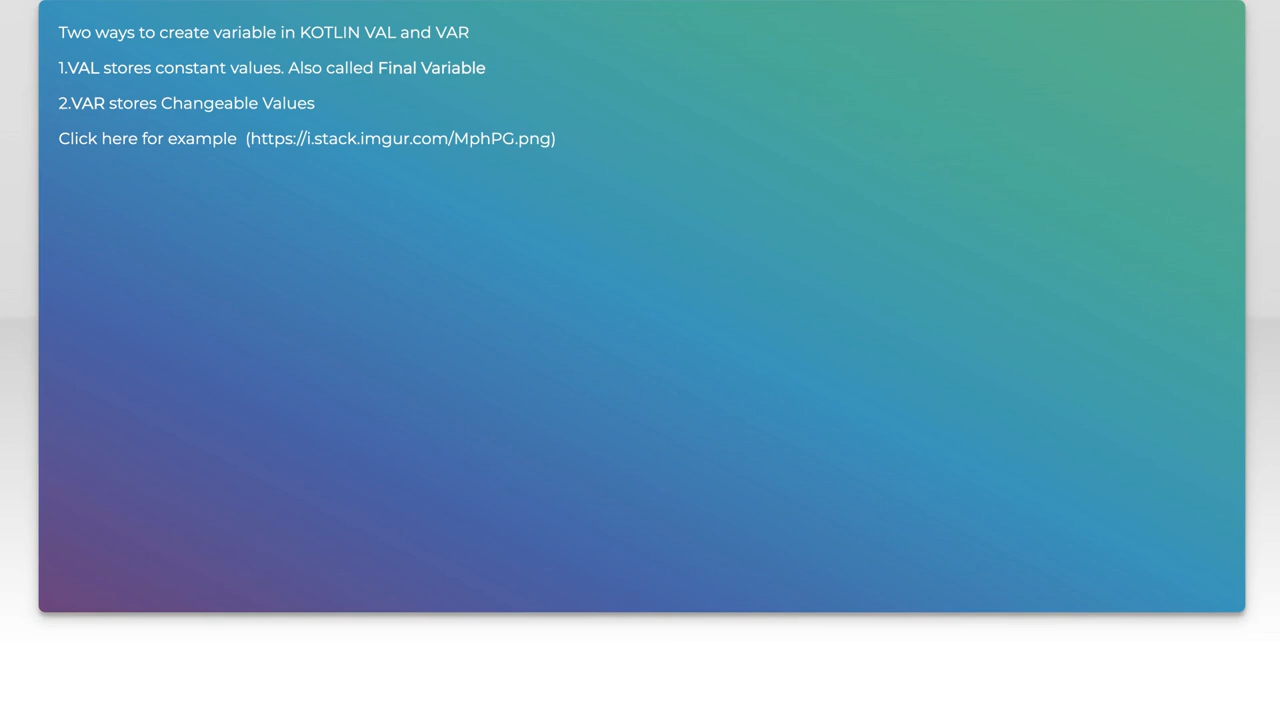 Two ways to create variable in KOTLIN VAL and VAR
1.VAL stores constant values. Also called Final Variable
2.VAR stores Changeable Values
Click here for example  (https://i.stack.imgur.com/MphPG.png)